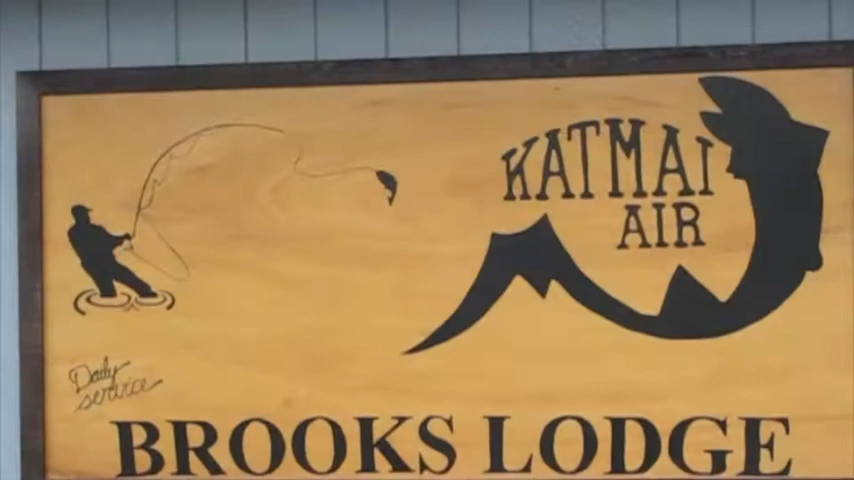 KATMAI
AIR
Daily
service
BROOKS LODGE